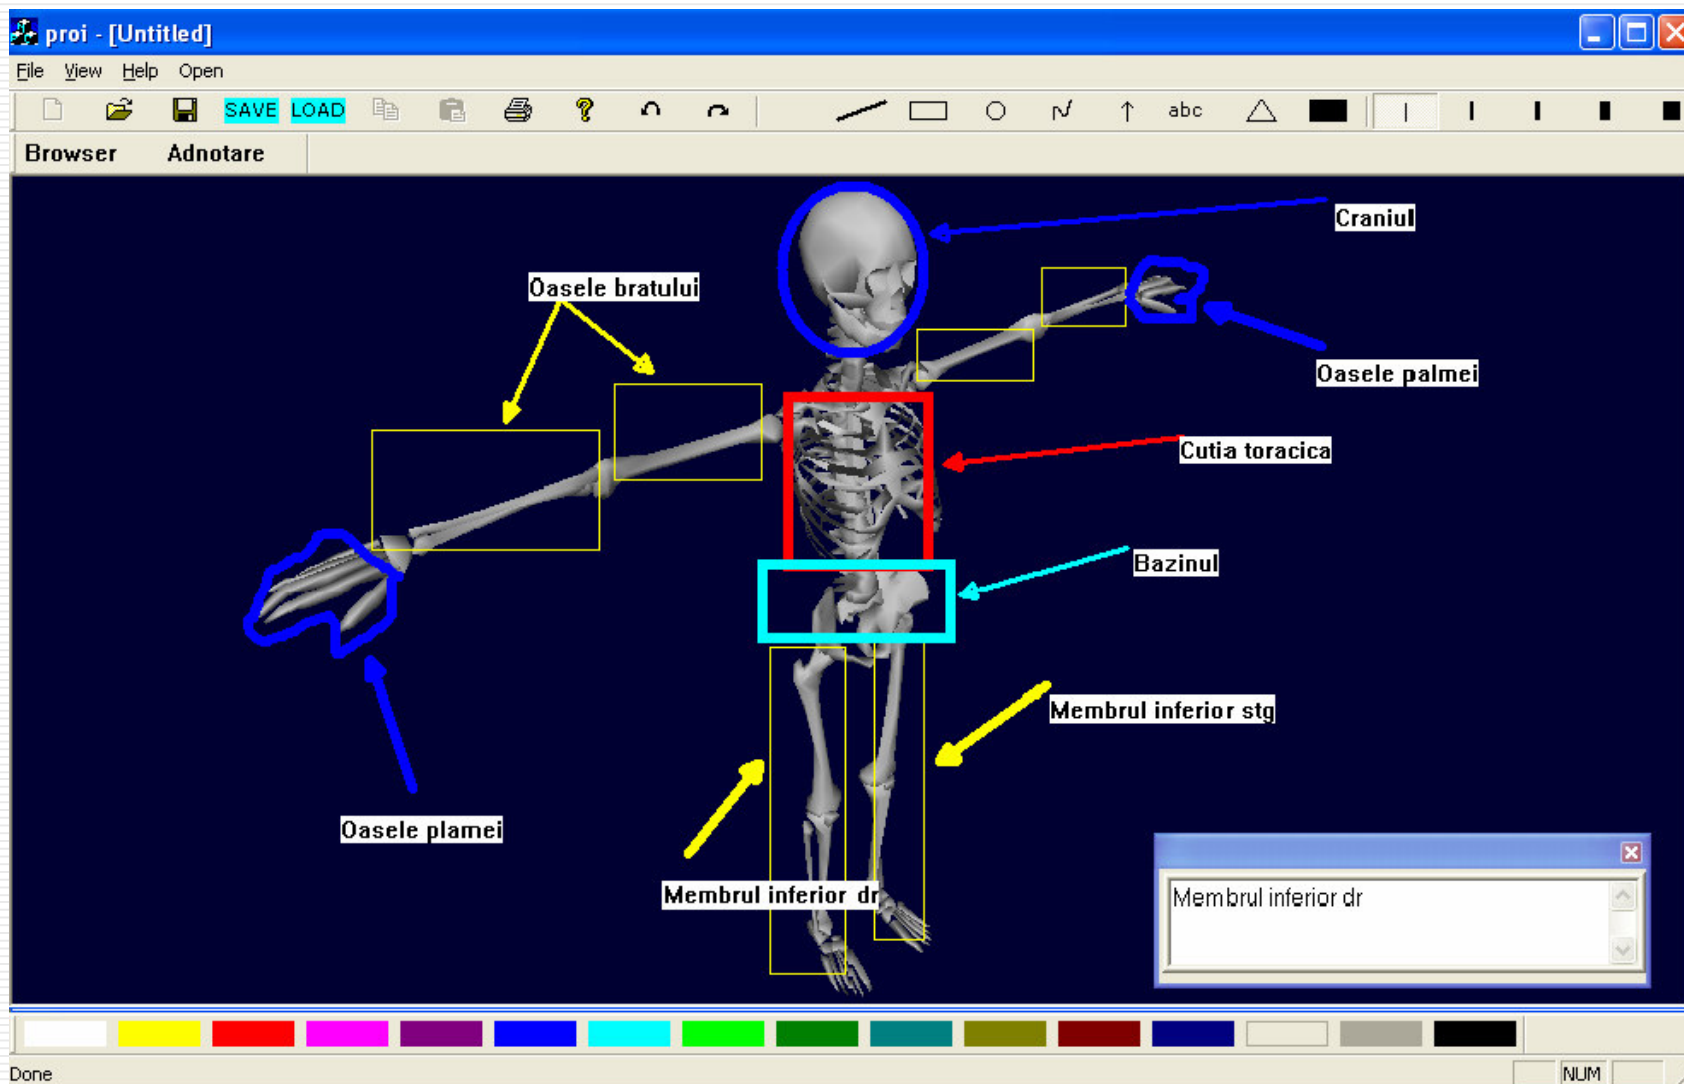 proi - [Untitled]
File View Help Open
SAVE LOAD abc
Browser Adnotare
Craniul
Oasele bratului
Oasele palmei
Cutia toracica
Bazinul
Membrul inferior stg
Oasele plamei
Membrul inferior dr
Membrul inferior dr
Done NUM